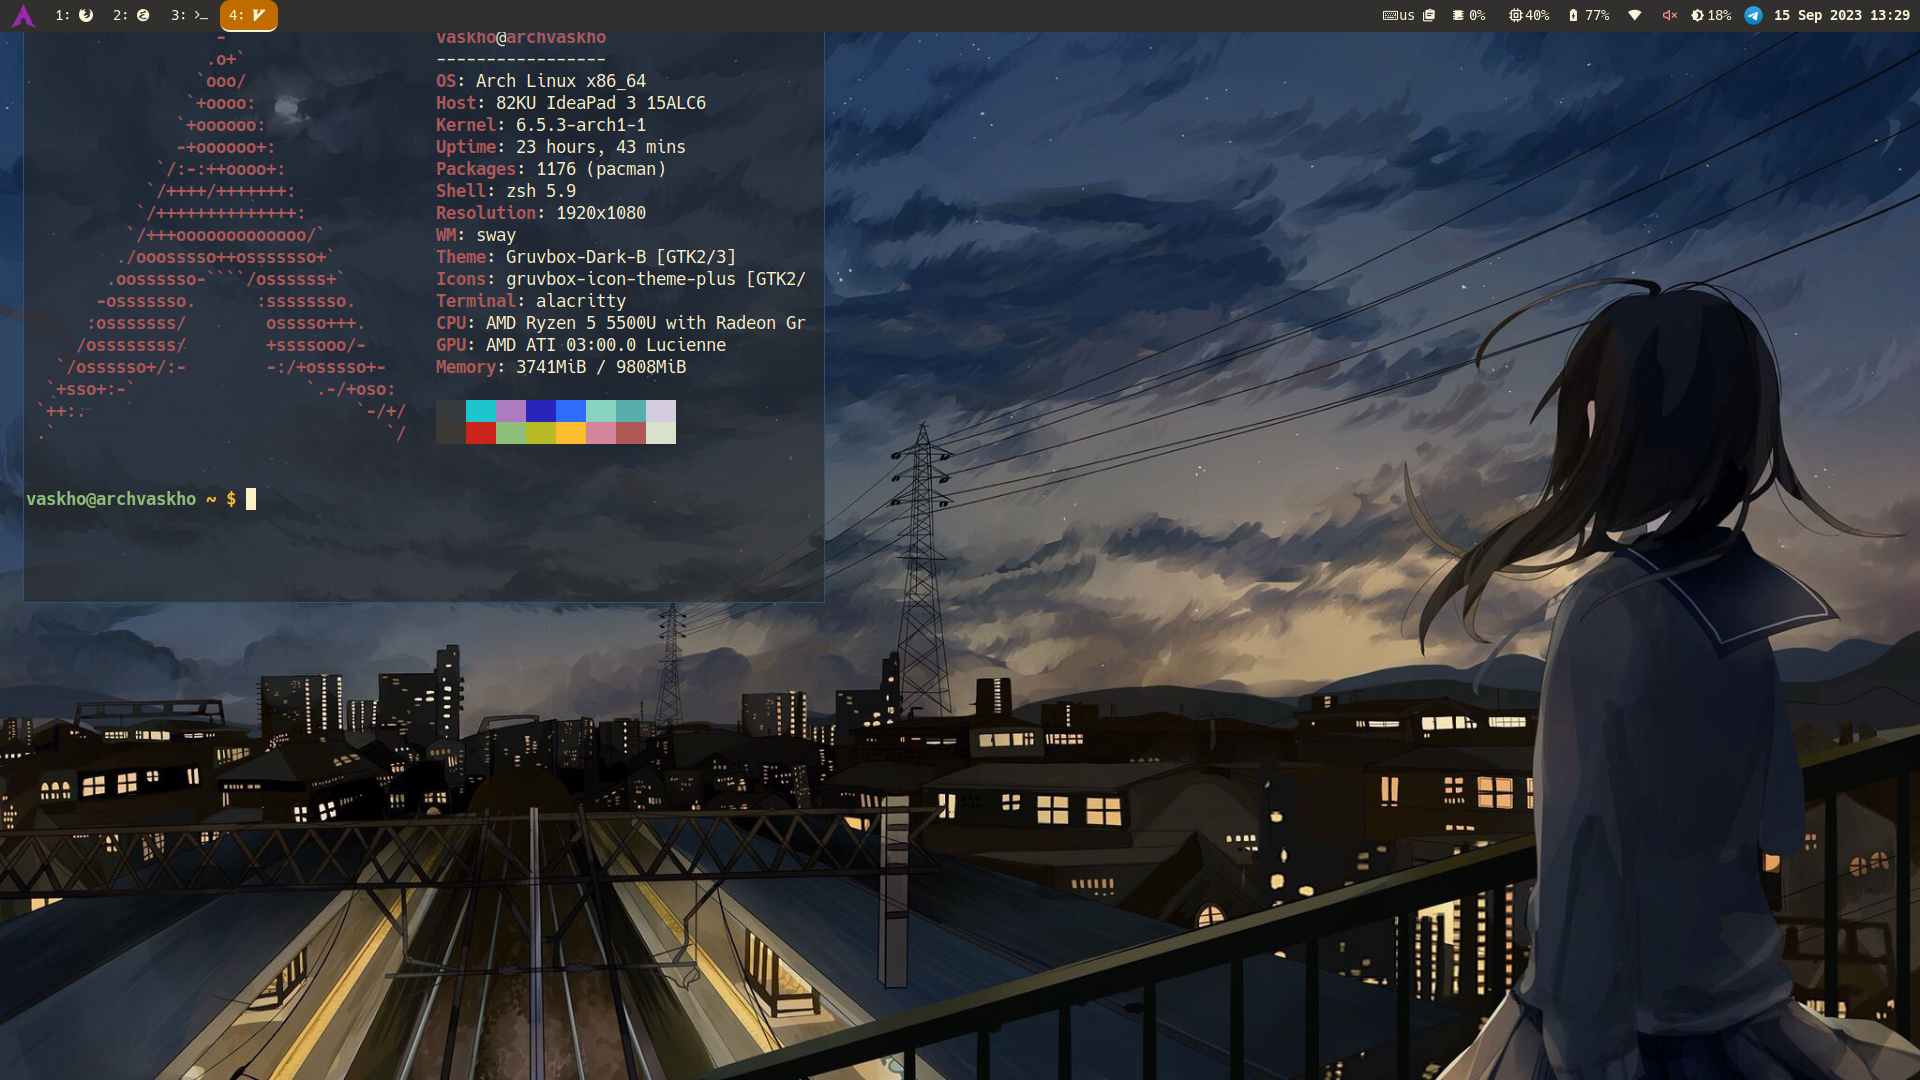 1: 2: 3: >_ 4: us 0% 40% 77% 18% 15 Sep 2023 13:29
vaskho@archvaskho
-----------------
OS: Arch Linux x86_64
Host: 82KU IdeaPad 3 15ALC6
Kernel: 6.5.3-arch1-1
Uptime: 23 hours, 43 mins
Packages: 1176 (pacman)
Shell: zsh 5.9
Resolution: 1920x1080
WM: sway
Theme: Gruvbox-Dark-B [GTK2/3]
Icons: gruvbox-icon-theme-plus [GTK2/
Terminal: alacritty
CPU: AMD Ryzen 5 5500U with Radeon Gr
GPU: AMD ATI 03:00.0 Lucienne
Memory: 3741MiB / 9808MiB
-
.o+`
`ooo/
`+oooo:
`+oooooo:
-+oooooo+:
`/:-:++oooo+:
`/++++/+++++++:
`/++++++++++++++:
`/+++ooooooooooooo/`
./ooosssso++osssssso+`
.oossssso-````/ossssss+`
-osssssso. :ssssssso.
:osssssss/ osssso+++.
/ossssssss/ +ssssooo/-
`/ossssso+/:- -:/+osssso+-
`+sso+:-` `.-/+oso:
`++:. `-/+/
.` `/
vaskho@archvaskho ~ $